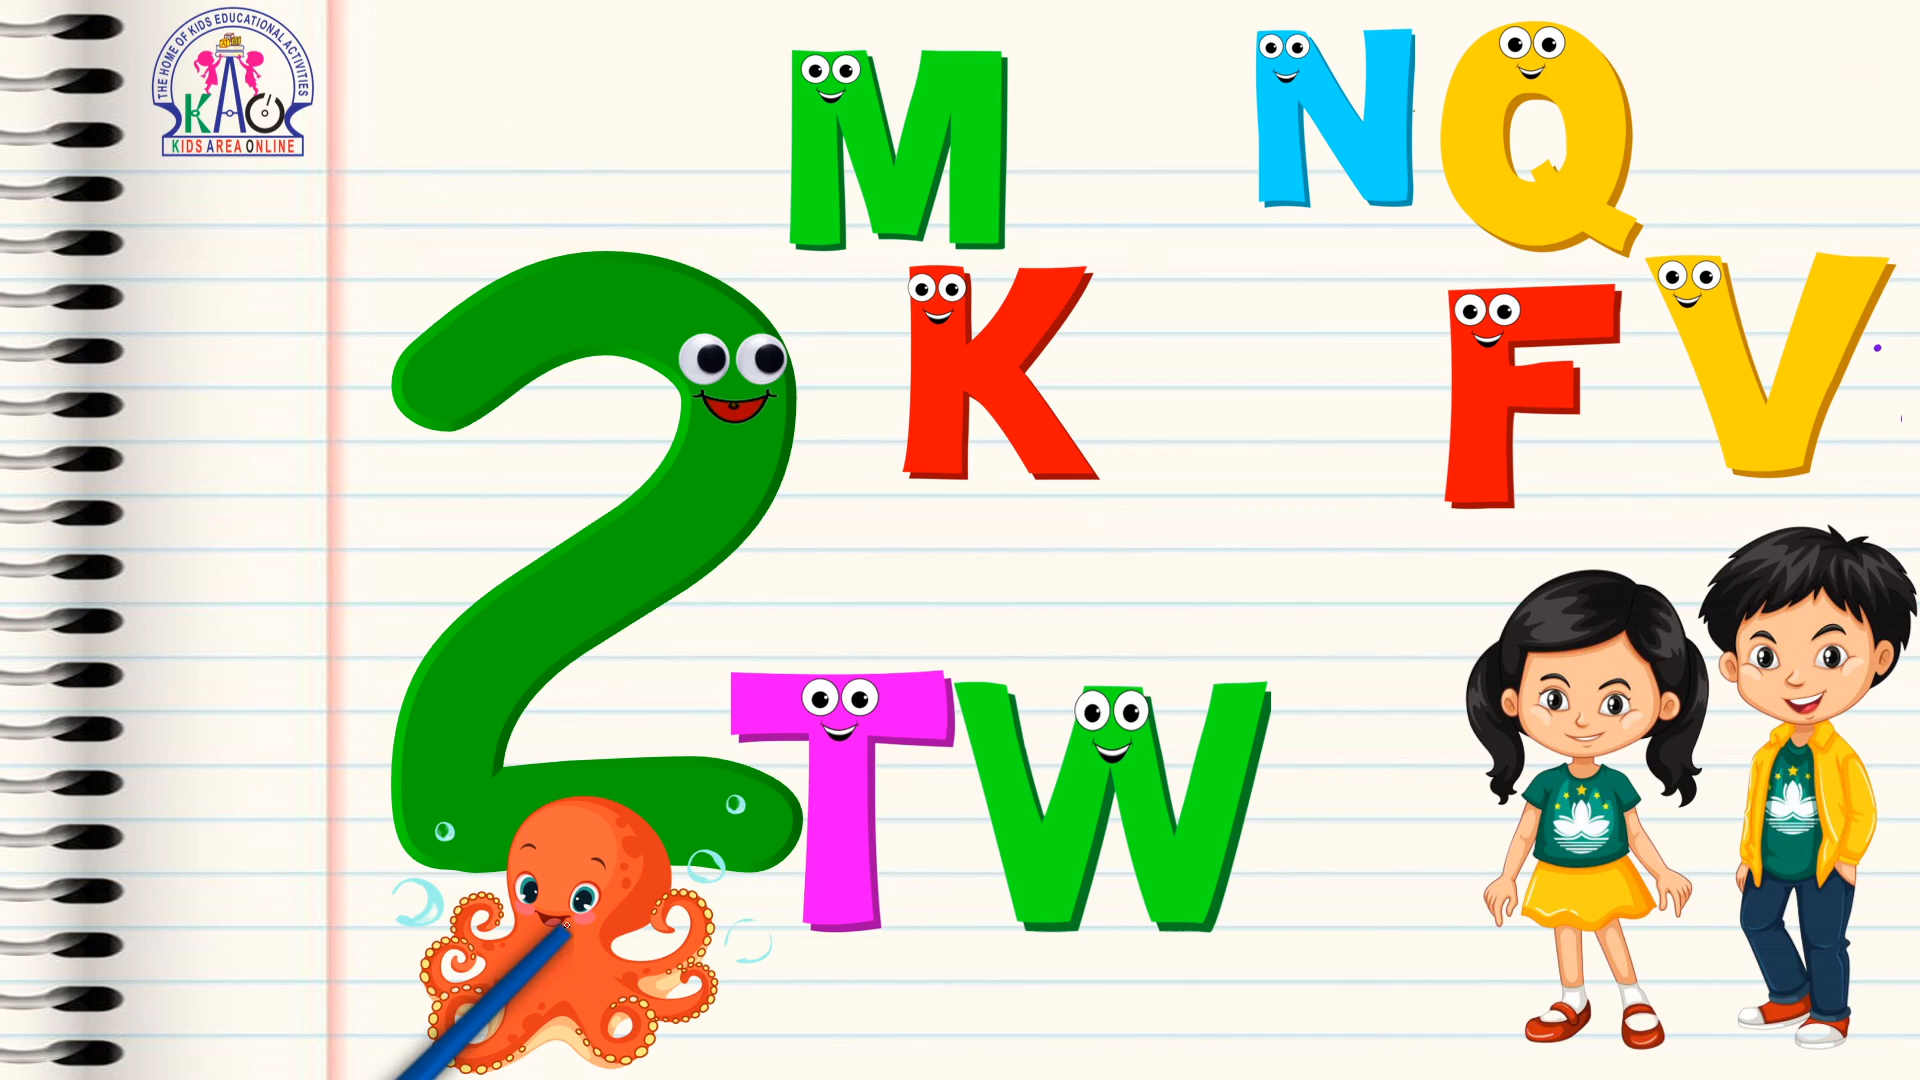 THE HOME OF KIDS EDUCATIONAL ACTIVITIES
KAO
KIDS AREA ONLINE
M N Q
2 K F V
T W